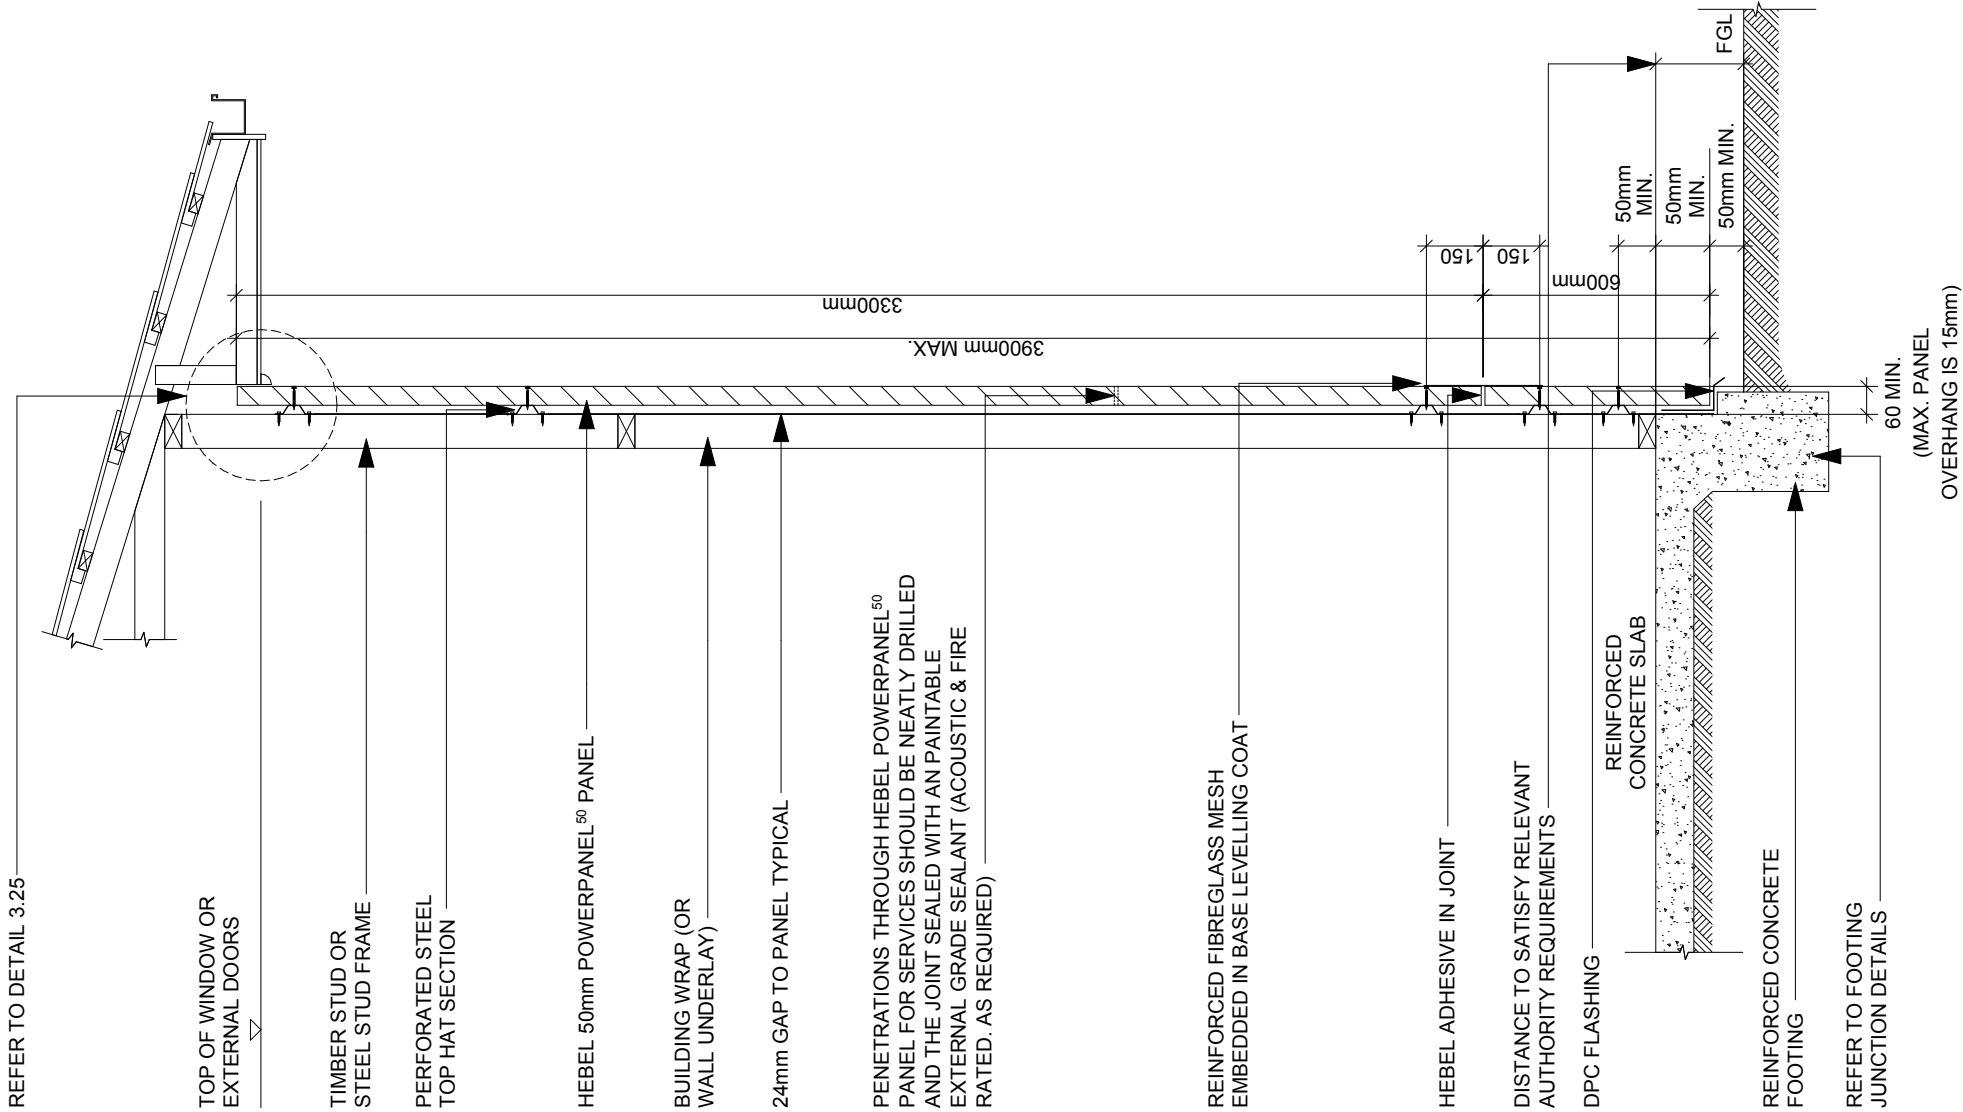 REFER TO DETAIL 3.25
TOP OF WINDOW OR
EXTERNAL DOORS
TIMBER STUD OR
STEEL STUD FRAME
PERFORATED STEEL
TOP HAT SECTION
HEBEL 50mm POWERPANEL⁵⁰ PANEL
BUILDING WRAP (OR
WALL UNDERLAY)
24mm GAP TO PANEL TYPICAL
PENETRATIONS THROUGH HEBEL POWERPANEL⁵⁰
PANEL FOR SERVICES SHOULD BE NEATLY DRILLED
AND THE JOINT SEALED WITH AN PAINTABLE
EXTERNAL GRADE SEALANT (ACOUSTIC & FIRE
RATED. AS REQUIRED)
REINFORCED FIBREGLASS MESH
EMBEDDED IN BASE LEVELLING COAT
HEBEL ADHESIVE IN JOINT
DISTANCE TO SATISFY RELEVANT
AUTHORITY REQUIREMENTS
DPC FLASHING
REINFORCED
CONCRETE SLAB
REINFORCED CONCRETE
FOOTING
REFER TO FOOTING
JUNCTION DETAILS
3900mm MAX.
3300mm
600mm
150
150
50mm
MIN.
50mm
MIN.
50mm MIN.
FGL
60 MIN.
(MAX. PANEL
OVERHANG IS 15mm)